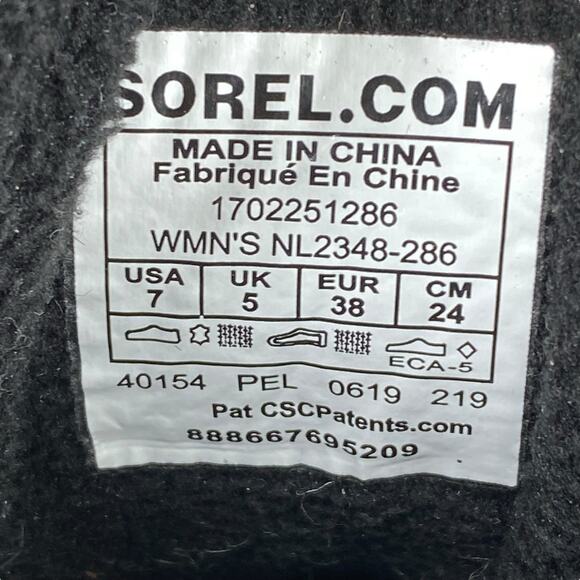 SOREL.COM
MADE IN CHINA
Fabriqué En Chine
1702251286
WMN'S NL2348-286
USA UK EUR CM
7 5 38 24
ECA-5
40154 PEL 0619 219
Pat CSCPatents.com
888667695209